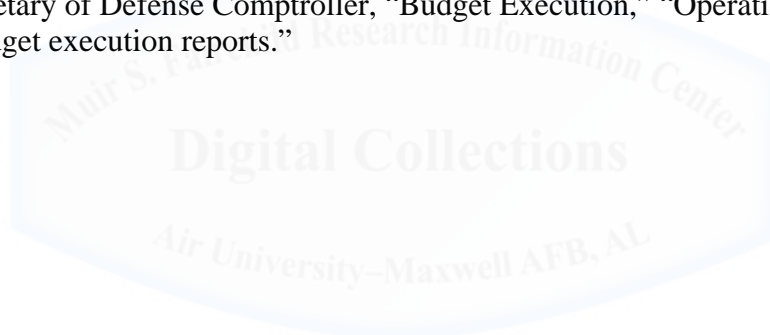 etary of Defense Comptroller, “Budget Execution,” “Operati
get execution reports.”
Muir S. Fairchild Research Information Center
Digital Collections
Air University–Maxwell AFB, AL